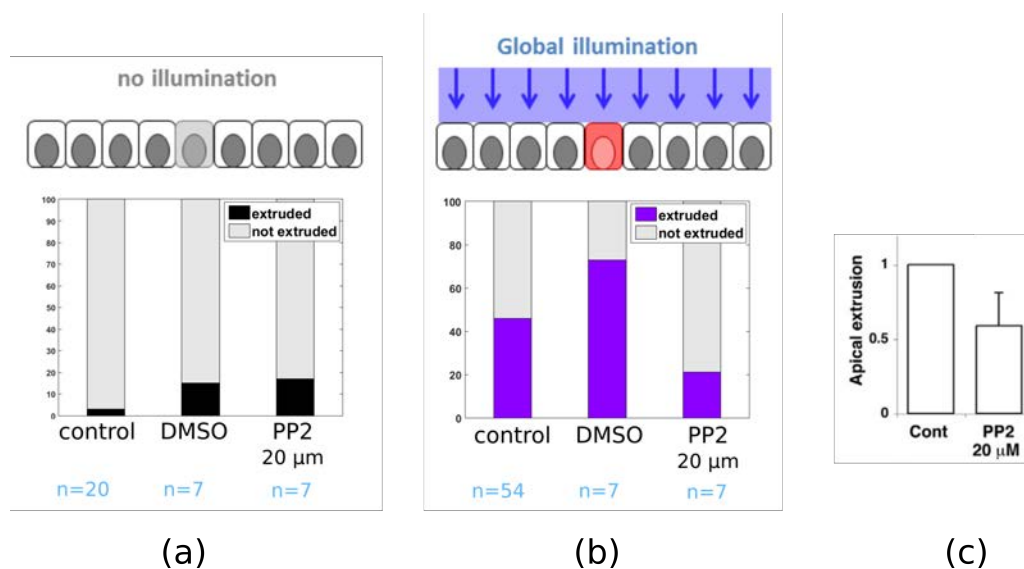 no illumination
100
90
80
70
60
50
40
30
20
10
0
extruded
not extruded
control DMSO PP2
20 μm
n=20 n=7 n=7
(a)
Global illumination
100
80
60
40
20
0
extruded
not extruded
control DMSO PP2
20 μm
n=54 n=7 n=7
(b)
Apical extrusion
1
0.5
0
Cont PP2
20 μM
(c)